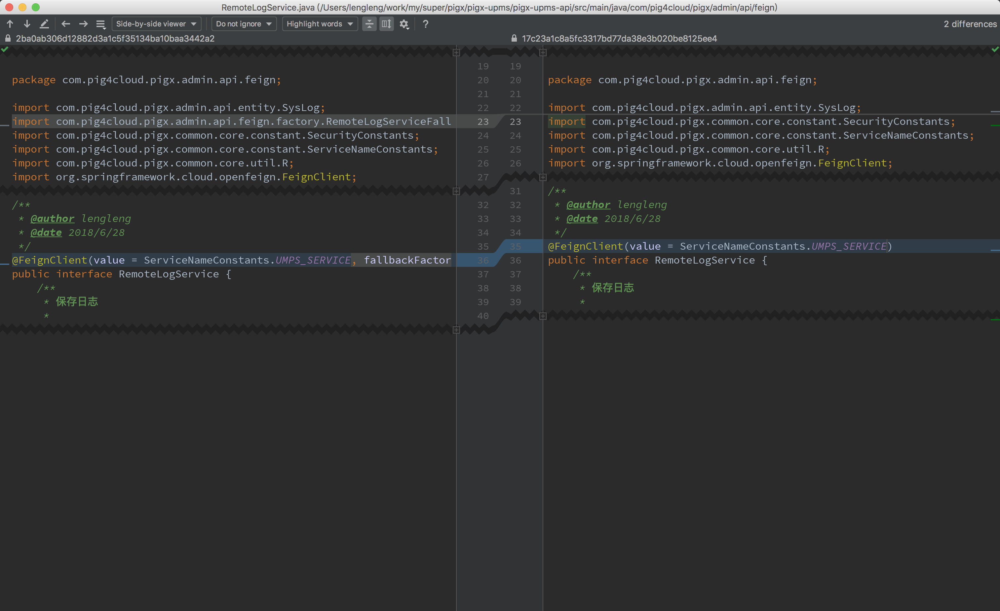 RemoteLogService.java (/Users/lengleng/work/my/super/pigx/pigx-upms/pigx-upms-api/src/main/java/com/pig4cloud/pigx/admin/api/feign)
Side-by-side viewer Do not ignore Highlight words ? 2 differences
2ba0ab306d12882d3a1c5f35134ba10baa3442a2
19
package com.pig4cloud.pigx.admin.api.feign; 20
21
import com.pig4cloud.pigx.admin.api.entity.SysLog; 22
import com.pig4cloud.pigx.admin.api.feign.factory.RemoteLogServiceFall 23
import com.pig4cloud.pigx.common.core.constant.SecurityConstants; 24
import com.pig4cloud.pigx.common.core.constant.ServiceNameConstants; 25
import com.pig4cloud.pigx.common.core.util.R; 26
import org.springframework.cloud.openfeign.FeignClient; 27
/** 32
* @author lengleng 33
* @date 2018/6/28 34
*/ 35
@FeignClient(value = ServiceNameConstants.UMPS_SERVICE, fallbackFactor 36
public interface RemoteLogService { 37
/** 38
* 保存日志 39
* 40
17c23a1c8a5fc3317bd77da38e3b020be8125ee4
19
20 package com.pig4cloud.pigx.admin.api.feign;
21
22 import com.pig4cloud.pigx.admin.api.entity.SysLog;
23 import com.pig4cloud.pigx.common.core.constant.SecurityConstants;
24 import com.pig4cloud.pigx.common.core.constant.ServiceNameConstants;
25 import com.pig4cloud.pigx.common.core.util.R;
26 import org.springframework.cloud.openfeign.FeignClient;
31 /**
32 * @author lengleng
33 * @date 2018/6/28
34 */
35 @FeignClient(value = ServiceNameConstants.UMPS_SERVICE)
36 public interface RemoteLogService {
37 /**
38 * 保存日志
39 *